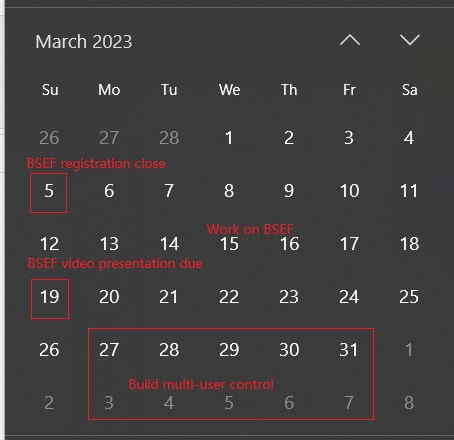 March 2023
Su Mo Tu We Th Fr Sa
26 27 28 1 2 3 4
BSEF registration close
5 6 7 8 9 10 11
Work on BSEF
12 13 14 15 16 17 18
BSEF video presentation due
19 20 21 22 23 24 25
26 27 28 29 30 31 1
Build multi-user control
2 3 4 5 6 7 8